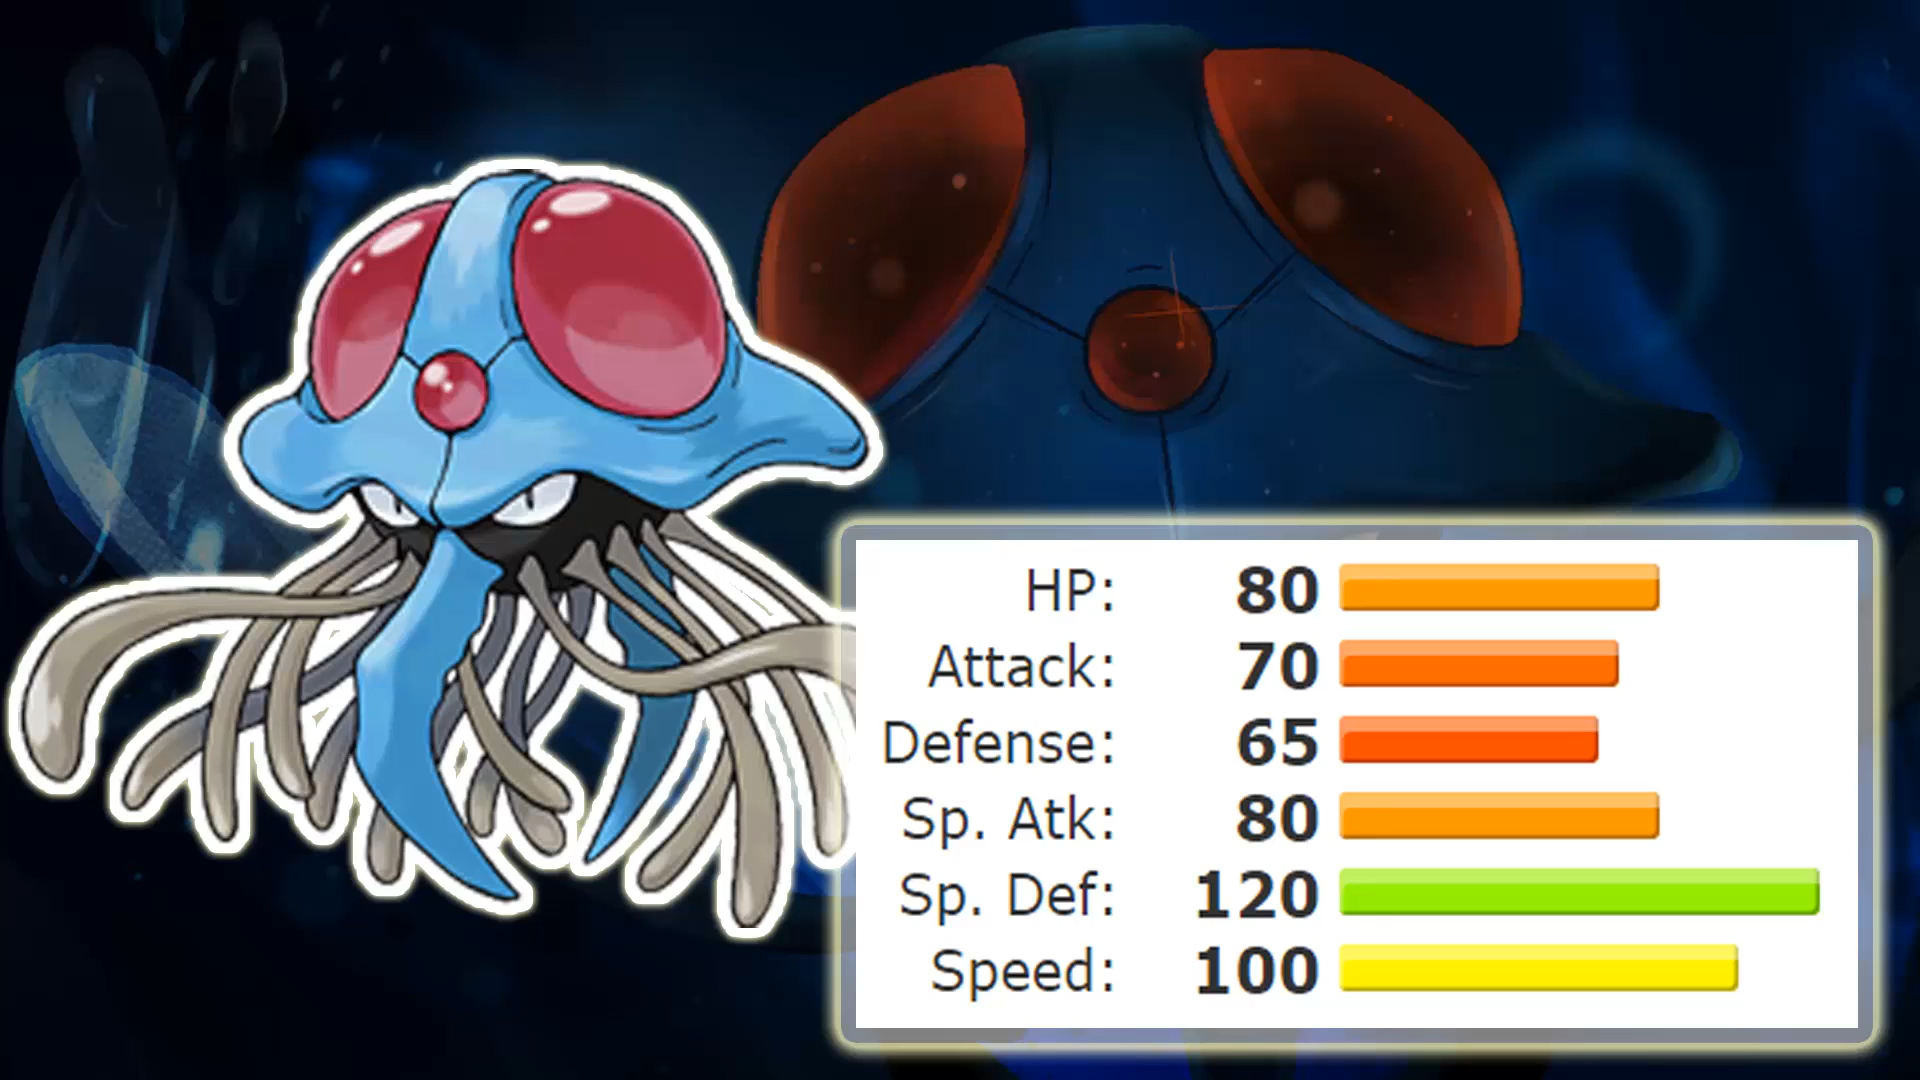 HP: 80
Attack: 70
Defense: 65
Sp. Atk: 80
Sp. Def: 120
Speed: 100